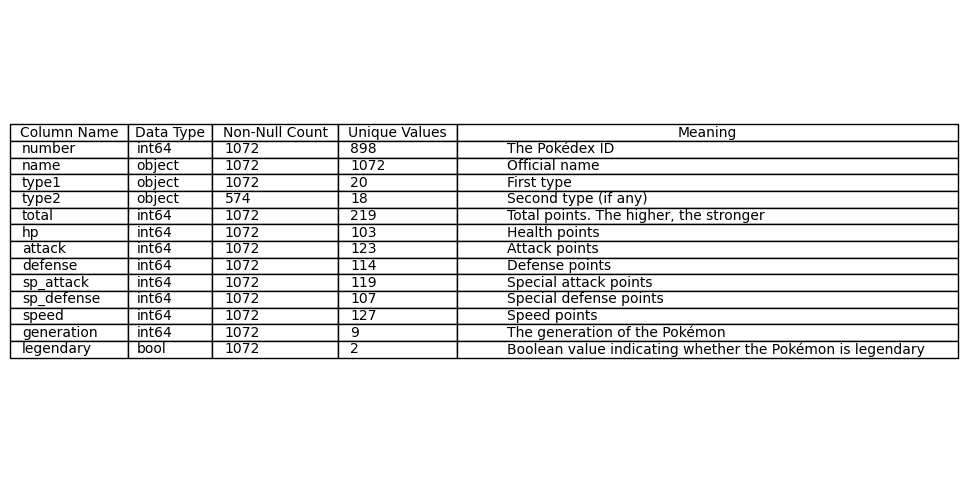 Column Name Data Type Non-Null Count Unique Values Meaning
number int64 1072 898 The Pokédex ID
name object 1072 1072 Official name
type1 object 1072 20 First type
type2 object 574 18 Second type (if any)
total int64 1072 219 Total points. The higher, the stronger
hp int64 1072 103 Health points
attack int64 1072 123 Attack points
defense int64 1072 114 Defense points
sp_attack int64 1072 119 Special attack points
sp_defense int64 1072 107 Special defense points
speed int64 1072 127 Speed points
generation int64 1072 9 The generation of the Pokémon
legendary bool 1072 2 Boolean value indicating whether the Pokémon is legendary